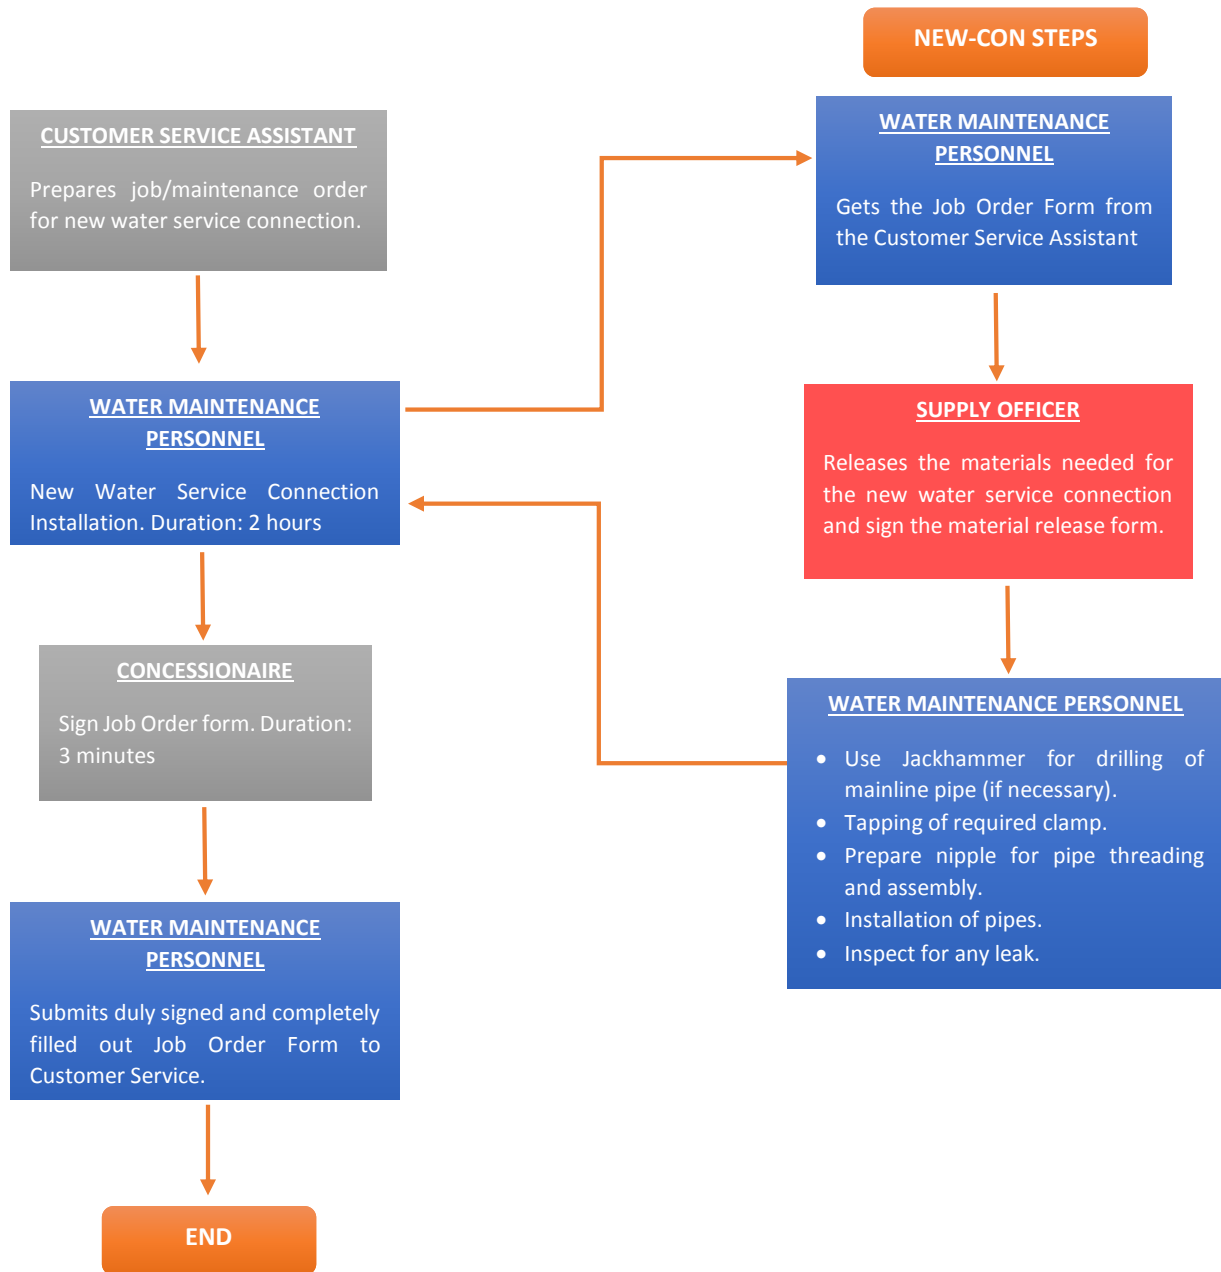 NEW-CON STEPS
CUSTOMER SERVICE ASSISTANT
Prepares job/maintenance order
for new water service connection.
WATER MAINTENANCE
PERSONNEL
Gets the Job Order Form from
the Customer Service Assistant
WATER MAINTENANCE
PERSONNEL
New Water Service Connection
Installation. Duration: 2 hours
SUPPLY OFFICER
Releases the materials needed for
the new water service connection
and sign the material release form.
CONCESSIONAIRE
Sign Job Order form. Duration:
3 minutes
WATER MAINTENANCE PERSONNEL
• Use Jackhammer for drilling of
mainline pipe (if necessary).
• Tapping of required clamp.
• Prepare nipple for pipe threading
and assembly.
• Installation of pipes.
• Inspect for any leak.
WATER MAINTENANCE
PERSONNEL
Submits duly signed and completely
filled out Job Order Form to
Customer Service.
END